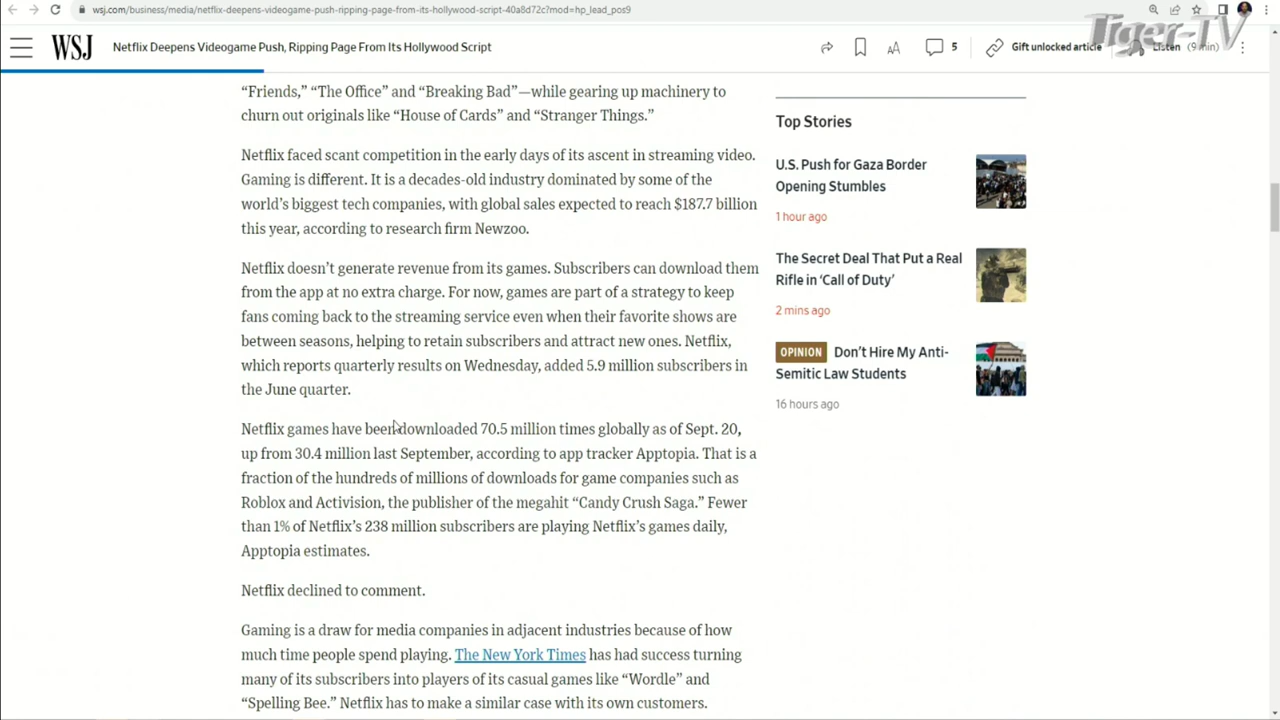 wsj.com/business/media/netflix-deepens-videogame-push-ripping-page-from-its-hollywood-script-40a8d72c?mod=hp_lead_pos9
Tiger-TV
WSJ
Netflix Deepens Videogame Push, Ripping Page From Its Hollywood Script
AA
5
Gift unlocked article
Listen (9 min)
“Friends,” “The Office” and “Breaking Bad”—while gearing up machinery to
churn out originals like “House of Cards” and “Stranger Things.”
Netflix faced scant competition in the early days of its ascent in streaming video.
Gaming is different. It is a decades-old industry dominated by some of the
world’s biggest tech companies, with global sales expected to reach $187.7 billion
this year, according to research firm Newzoo.
Netflix doesn’t generate revenue from its games. Subscribers can download them
from the app at no extra charge. For now, games are part of a strategy to keep
fans coming back to the streaming service even when their favorite shows are
between seasons, helping to retain subscribers and attract new ones. Netflix,
which reports quarterly results on Wednesday, added 5.9 million subscribers in
the June quarter.
Netflix games have been downloaded 70.5 million times globally as of Sept. 20,
up from 30.4 million last September, according to app tracker Apptopia. That is a
fraction of the hundreds of millions of downloads for game companies such as
Roblox and Activision, the publisher of the megahit “Candy Crush Saga.” Fewer
than 1% of Netflix’s 238 million subscribers are playing Netflix’s games daily,
Apptopia estimates.
Netflix declined to comment.
Gaming is a draw for media companies in adjacent industries because of how
much time people spend playing. The New York Times has had success turning
many of its subscribers into players of its casual games like “Wordle” and
“Spelling Bee.” Netflix has to make a similar case with its own customers.
Top Stories
U.S. Push for Gaza Border
Opening Stumbles
1 hour ago
The Secret Deal That Put a Real
Rifle in ‘Call of Duty’
2 mins ago
OPINION Don’t Hire My Anti-
Semitic Law Students
16 hours ago